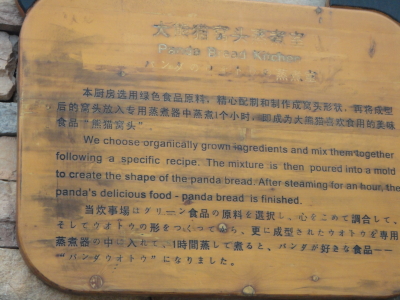 Panda Bread Kitchen
本厨房选用绿色食品原料，精心配制和制作成窝头形状，再将成型
后的窝头放入专用蒸煮器中蒸煮1个小时，即成为大熊猫喜欢食用的美味
食品“熊猫窝头”
We choose organically grown ingredients and mix them together
following a specific recipe. The mixture is then poured into a mold
to create the shape of the panda bread. After steaming for an hour, the
panda's delicious food - panda bread is finished.
当炊事場はグリーン食品の原料を選択し、心をこめて調合して、
そしてウオトウの形をつくってから、更に成型されたウオトウを専用
蒸煮器の中に入れて、1時間蒸して煮ると、パンダが好きな食品——
“パンダウオトウ”になりました。